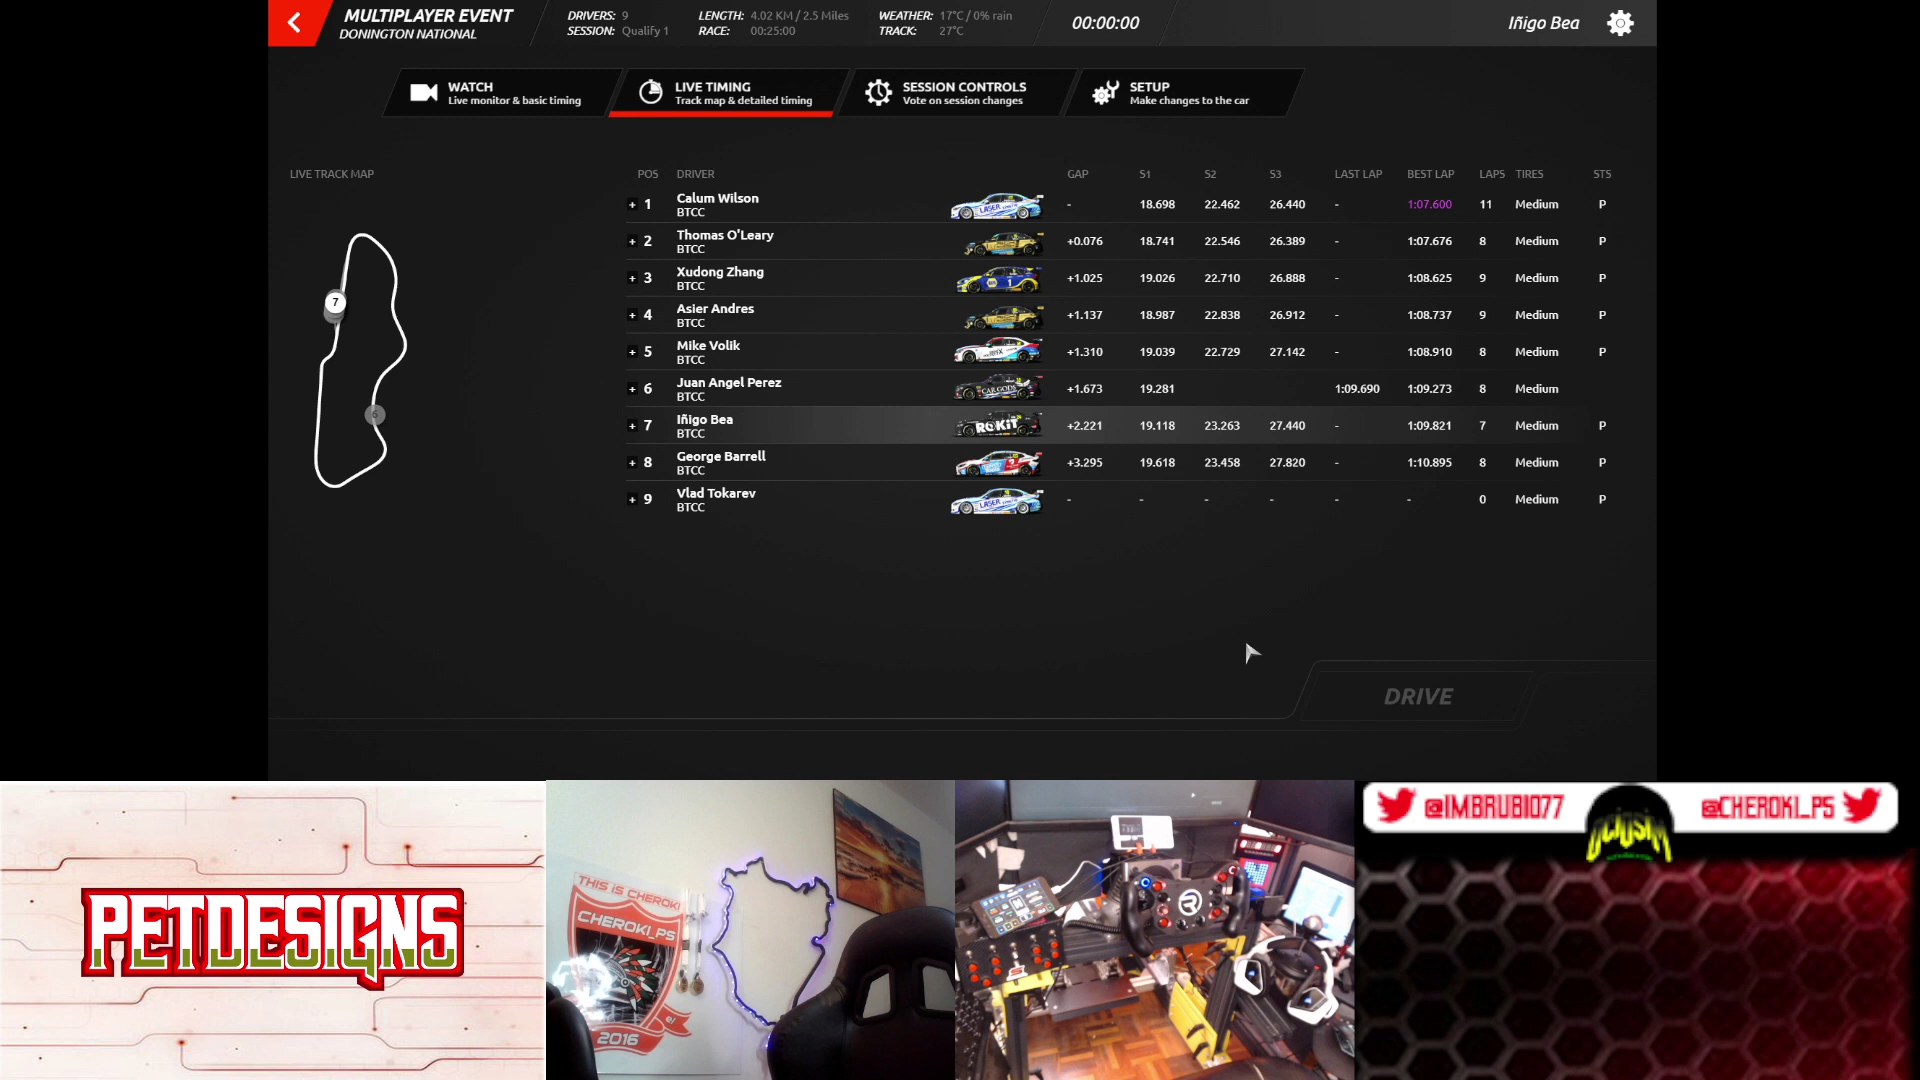 MULTIPLAYER EVENT
DONINGTON NATIONAL
DRIVERS: 9
SESSION: Qualify 1
LENGTH: 4.02 KM / 2.5 Miles
RACE: 00:25:00
WEATHER: 17°C / 0% rain
TRACK: 27°C
00:00:00
Iñigo Bea
WATCH
Live monitor & basic timing
LIVE TIMING
Track map & detailed timing
SESSION CONTROLS
Vote on session changes
SETUP
Make changes to the car
LIVE TRACK MAP
7
POS DRIVER GAP S1 S2 S3 LAST LAP BEST LAP LAPS TIRES STS
+ 1 Calum Wilson - 18.698 22.462 26.440 - 1:07.600 11 Medium P
BTCC
+ 2 Thomas O'Leary +0.076 18.741 22.546 26.389 - 1:07.676 8 Medium P
BTCC
+ 3 Xudong Zhang +1.025 19.026 22.710 26.888 - 1:08.625 9 Medium P
BTCC
+ 4 Asier Andres +1.137 18.987 22.838 26.912 - 1:08.737 9 Medium P
BTCC
+ 5 Mike Volik +1.310 19.039 22.729 27.142 - 1:08.910 8 Medium P
BTCC
+ 6 Juan Angel Perez +1.673 19.281 1:09.690 1:09.273 8 Medium
BTCC
+ 7 Iñigo Bea +2.221 19.118 23.263 27.440 - 1:09.821 7 Medium P
BTCC
ROKiT
+ 8 George Barrell +3.295 19.618 23.458 27.820 - 1:10.895 8 Medium P
BTCC
+ 9 Vlad Tokarev - - - - - - 0 Medium P
BTCC
DRIVE
PETDESIGNS
THIS IS CHEROKI
CHEROKI_PS
2016
@IMBRUBIO77
@CHEROKI_PS